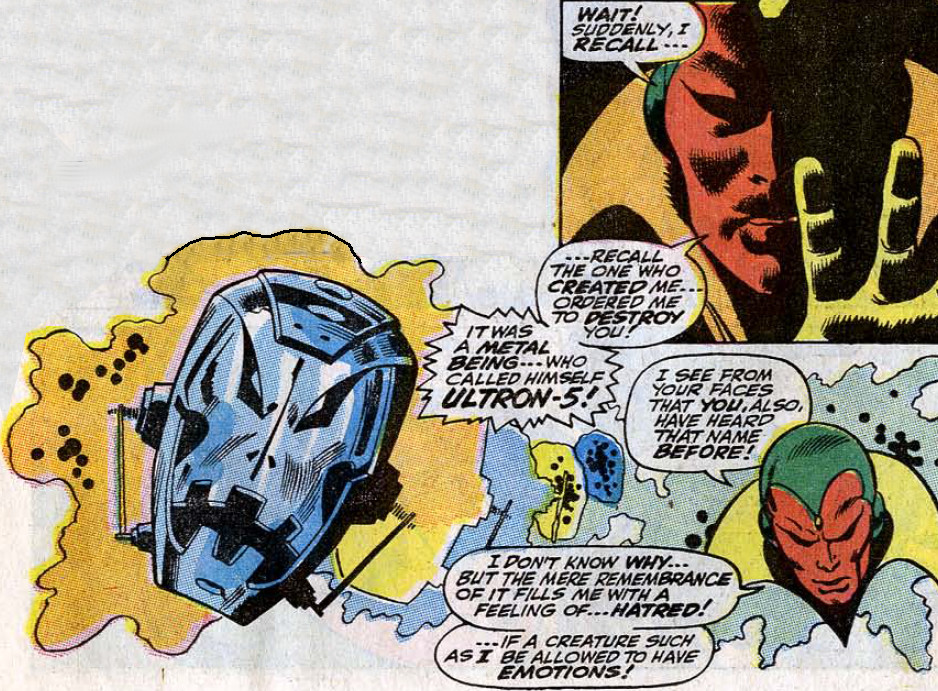 WAIT!
SUDDENLY, I
RECALL---
---RECALL
THE ONE WHO
CREATED ME---
ORDERED ME
TO DESTROY
YOU!
IT WAS
A METAL
BEING---WHO
CALLED HIMSELF
ULTRON-5!
I SEE FROM
YOUR FACES
THAT YOU, ALSO,
HAVE HEARD
THAT NAME
BEFORE!
I DON'T KNOW WHY---
BUT THE MERE REMEMBRANCE
OF IT FILLS ME WITH A
FEELING OF...HATRED!
---IF A CREATURE SUCH
AS I BE ALLOWED TO HAVE
EMOTIONS!